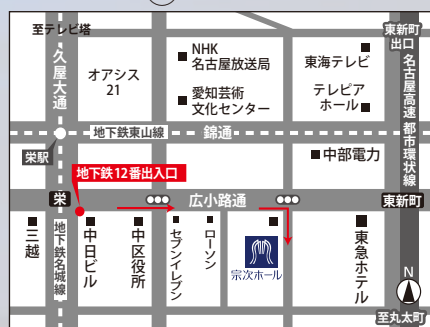 至テレビ塔
久屋大通
オアシス
21
NHK
名古屋放送局
愛知芸術
文化センター
東海テレビ
テレピア
ホール
東新町
出口
名古屋高速 都市環状線
地下鉄東山線
錦通
栄駅
中部電力
地下鉄12番出入口
栄
広小路通
東新町
三越
地下鉄名城線
中日ビル
中区役所
セブンイレブン
ローソン
宗次ホール
東急ホテル
N
至丸太町